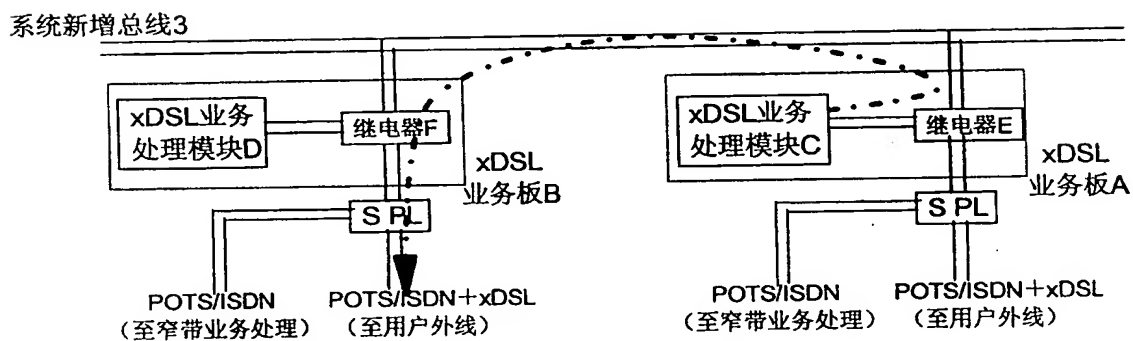 系统新增总线3
xDSL业务
处理模块D
继电器F
xDSL
业务板B
S PL
POTS/ISDN
(至窄带业务处理)
POTS/ISDN+xDSL
(至用户外线)
xDSL业务
处理模块C
继电器E
xDSL
业务板A
S PL
POTS/ISDN
(至窄带业务处理)
POTS/ISDN+xDSL
(至用户外线)